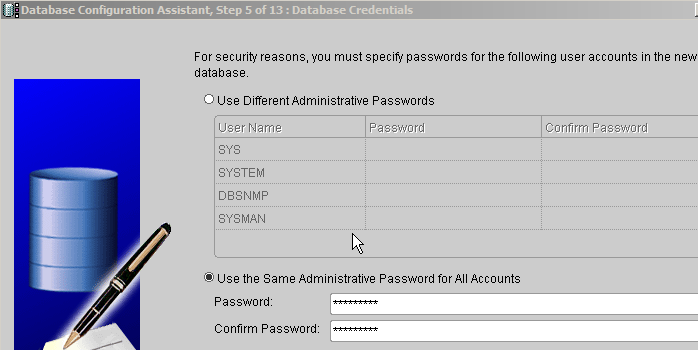 Database Configuration Assistant, Step 5 of 13 : Database Credentials
For security reasons, you must specify passwords for the following user accounts in the new
database.
Use Different Administrative Passwords
User Name Password Confirm Password
SYS
SYSTEM
DBSNMP
SYSMAN
Use the Same Administrative Password for All Accounts
Password: *********
Confirm Password: *********